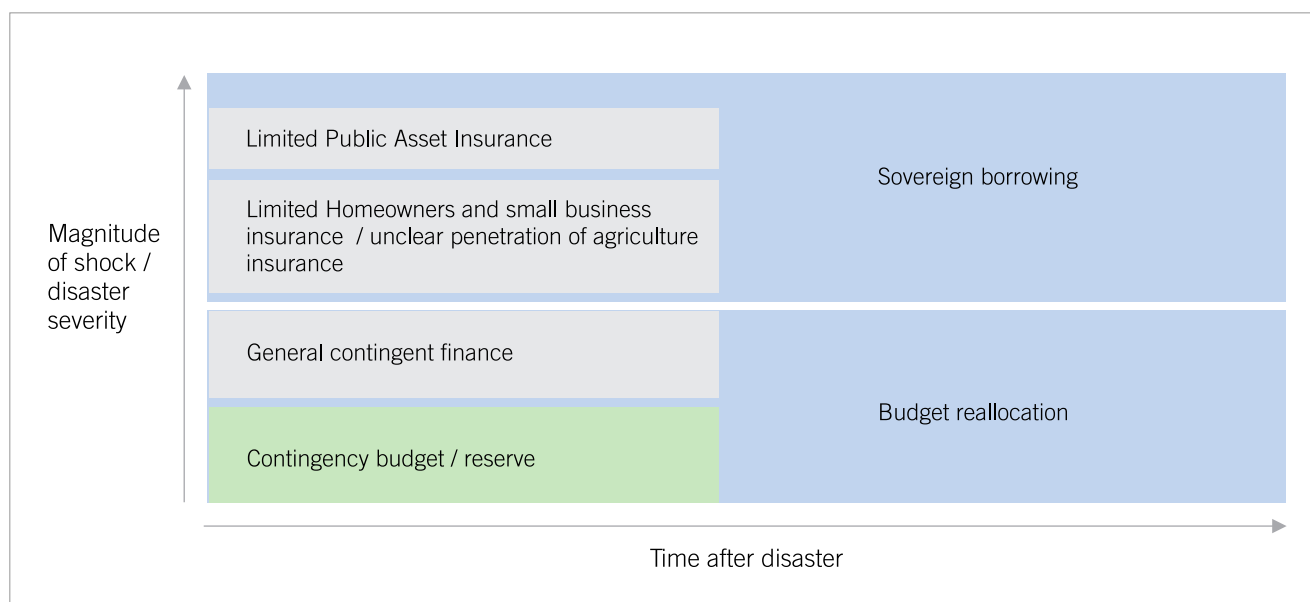 Limited Public Asset Insurance
Sovereign borrowing
Limited Homeowners and small business
insurance / unclear penetration of agriculture
insurance
Magnitude
of shock /
disaster
severity
General contingent finance
Budget reallocation
Contingency budget / reserve
Time after disaster